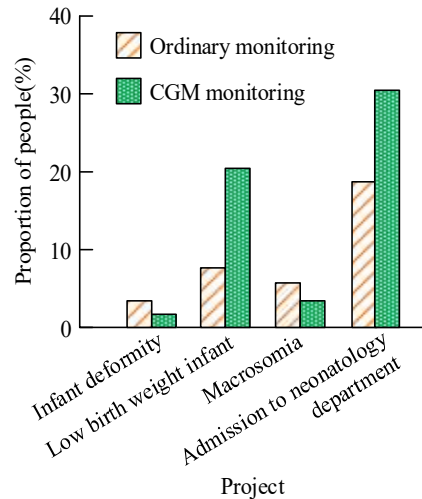 Proportion of people(%)
40
30
20
10
0
Ordinary monitoring
CGM monitoring
Infant deformity
Low birth weight infant
Macrosomia
Admission to neonatology
department
Project